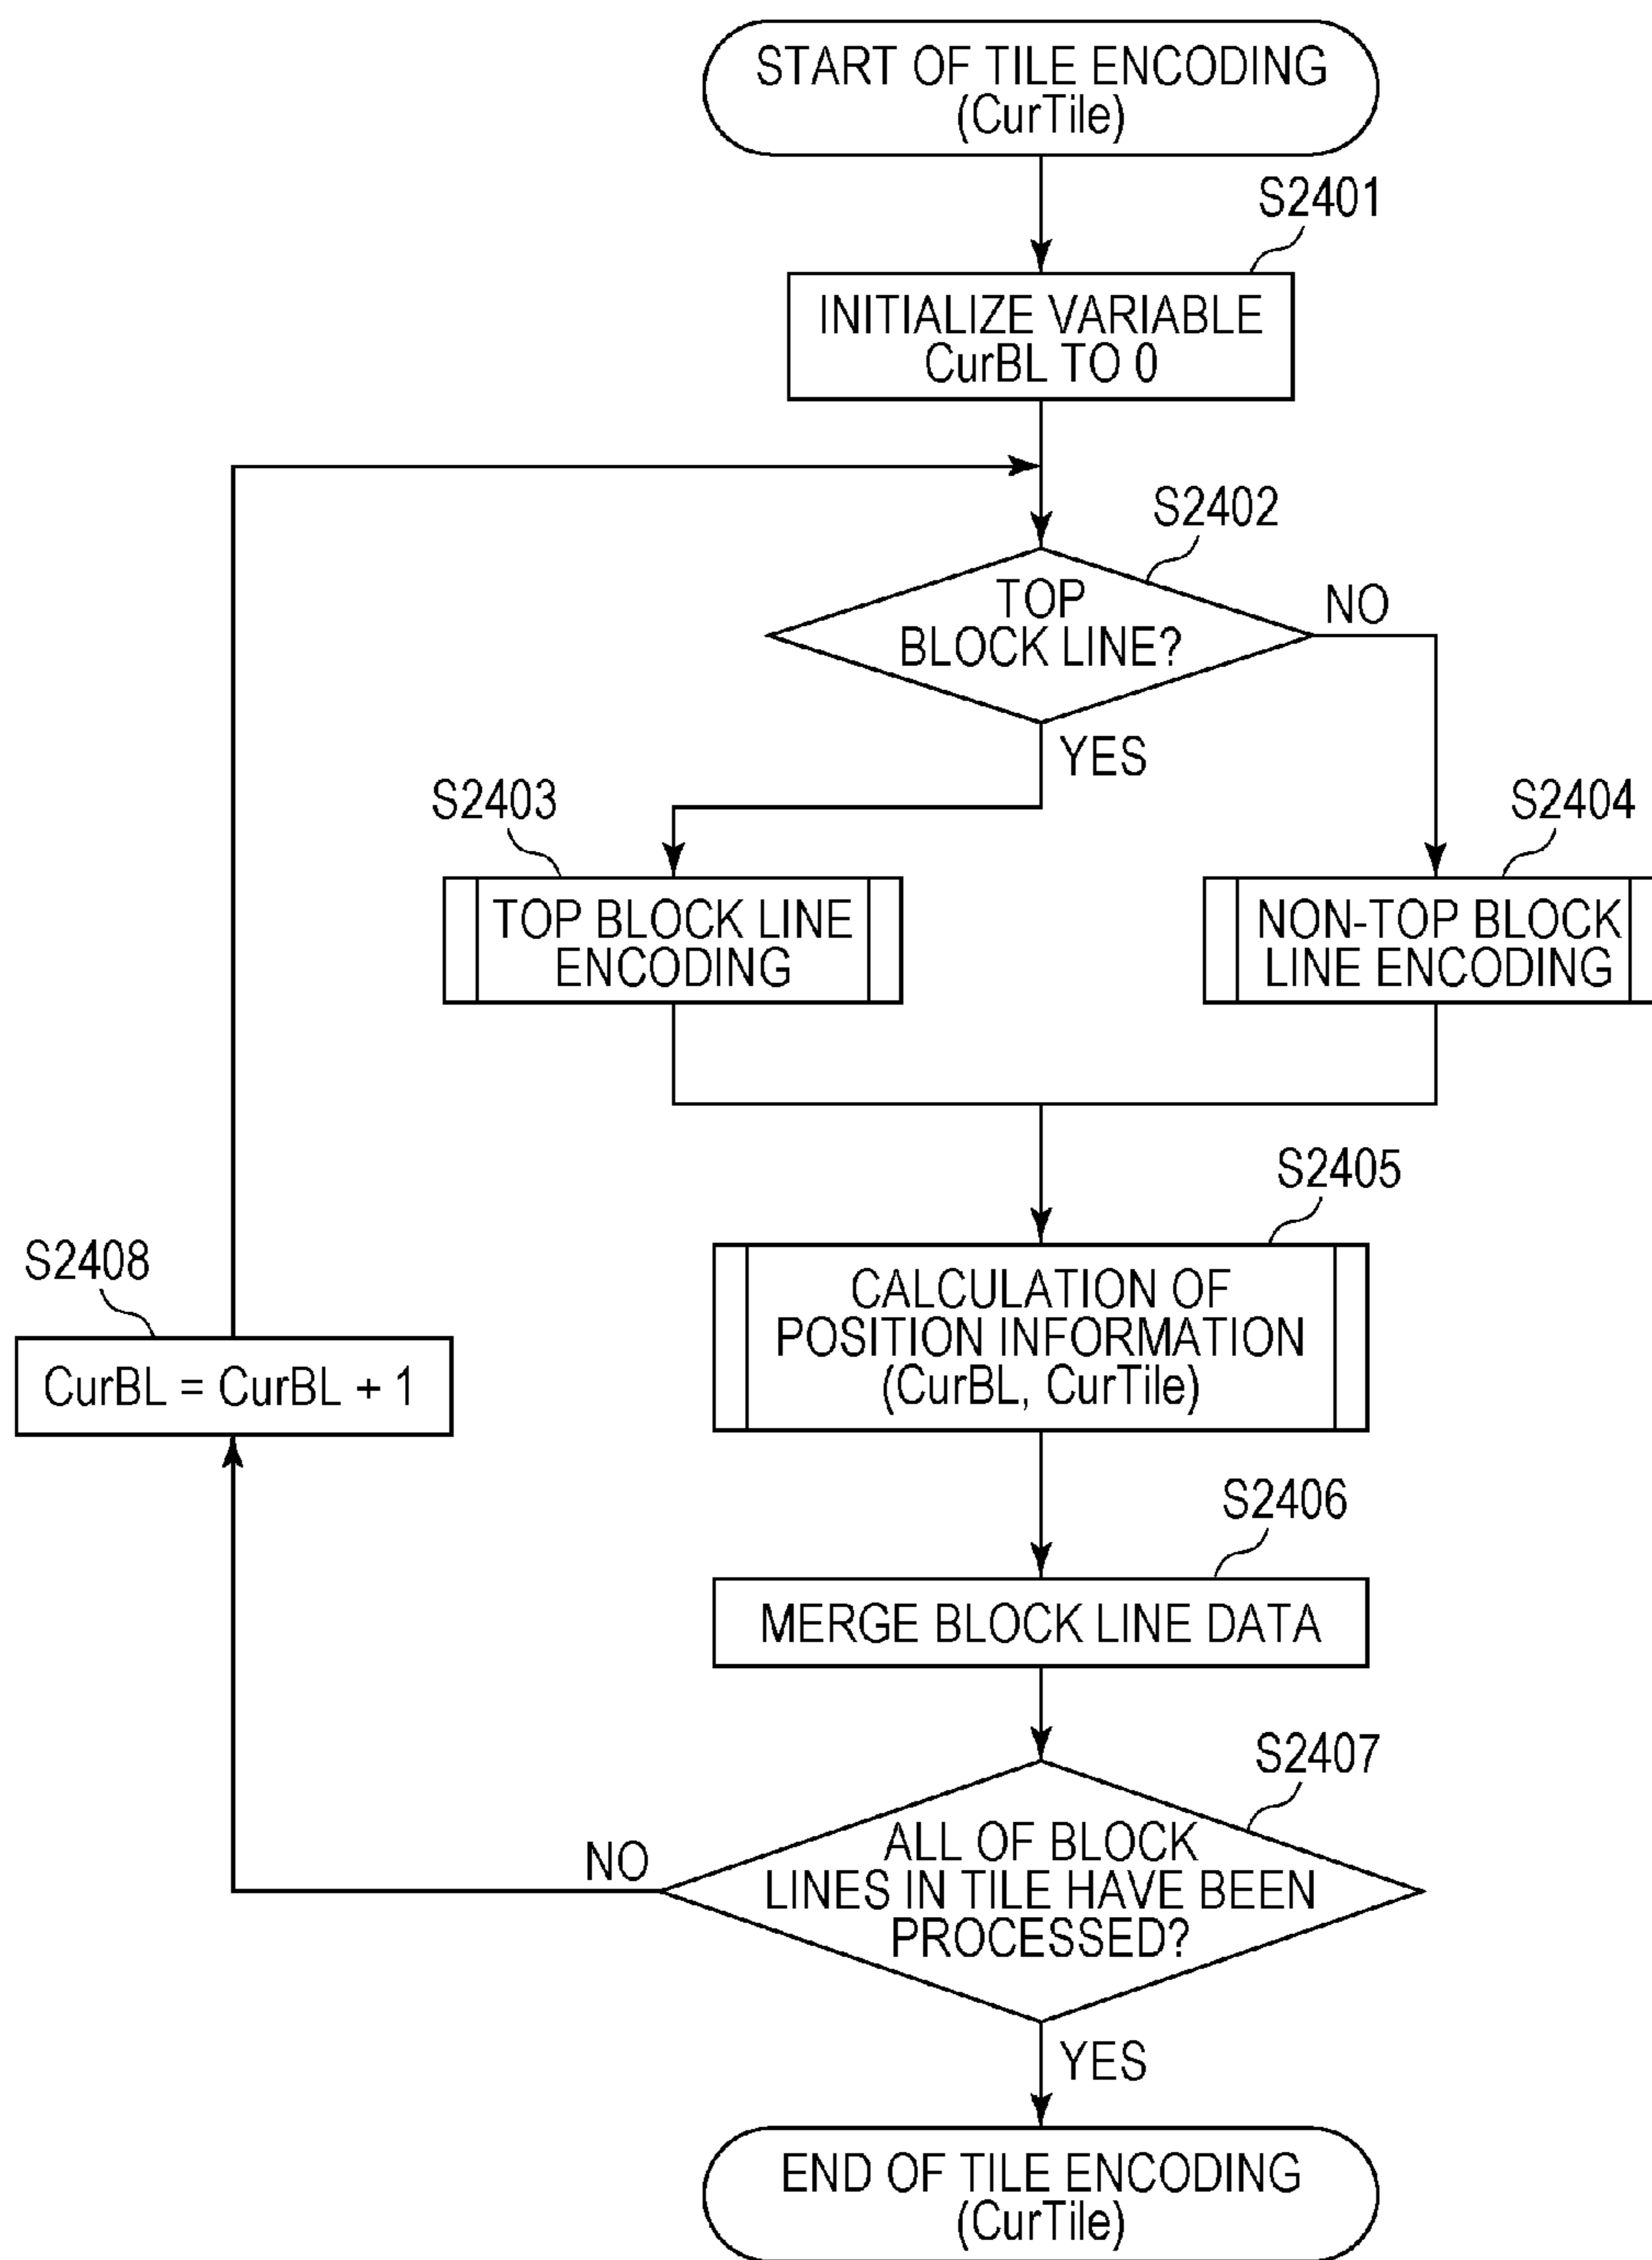 START OF TILE ENCODING
(CurTile)
S2401
INITIALIZE VARIABLE
CurBL TO 0
S2402
TOP
BLOCK LINE?
NO
YES
S2403
TOP BLOCK LINE
ENCODING
S2404
NON-TOP BLOCK
LINE ENCODING
S2405
CALCULATION OF
POSITION INFORMATION
(CurBL, CurTile)
S2408
CurBL = CurBL + 1
S2406
MERGE BLOCK LINE DATA
S2407
ALL OF BLOCK
LINES IN TILE HAVE BEEN
PROCESSED?
NO
YES
END OF TILE ENCODING
(CurTile)